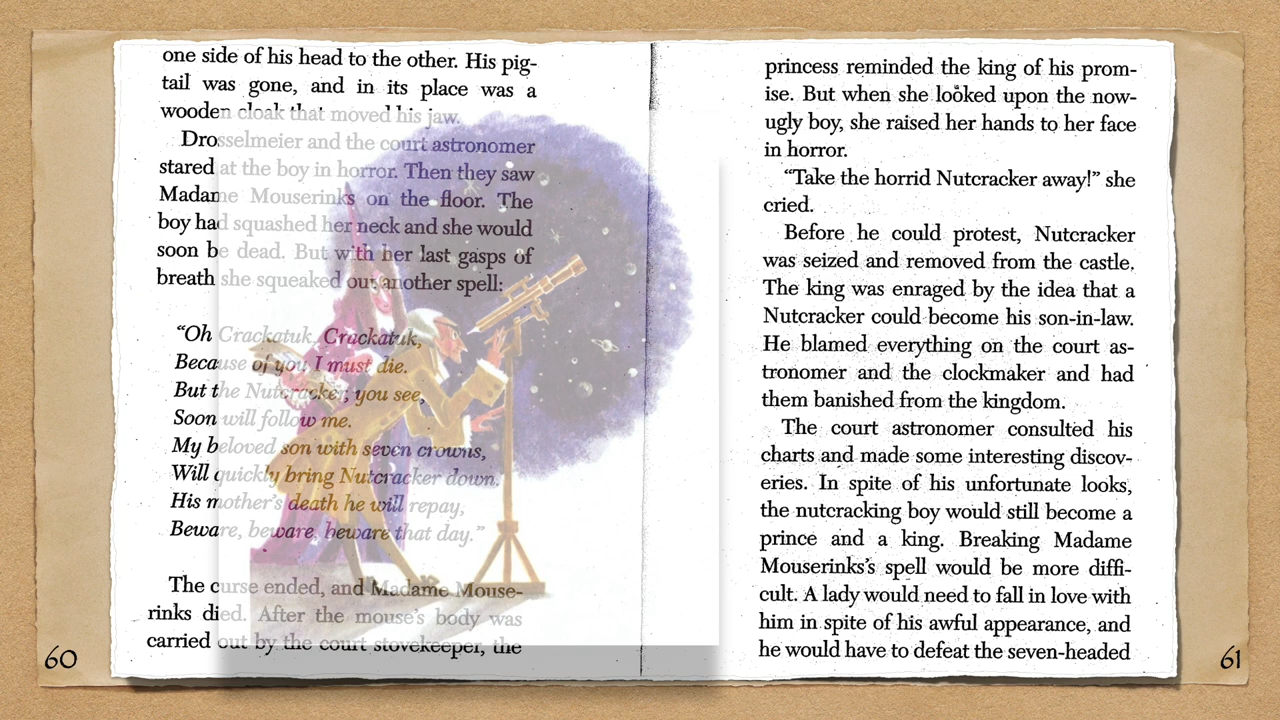 one side of his head to the other. His pig-
tail was gone, and in its place was a
wooden cloak that moved his jaw.
Drosselmeier and the court astronomer
stared at the boy in horror. Then they saw
Madame Mouserinks on the floor. The
boy had squashed her neck and she would
soon be dead. But with her last gasps of
breath she squeaked out another spell:
“Oh Crackatuk, Crackatuk,
Because of you I must die.
But the Nutcracker, you see,
Soon will follow me.
My beloved son with seven crowns,
Will quickly bring Nutcracker down.
His mother’s death he will repay,
Beware, beware, beware that day.”
The curse ended, and Madame Mouse-
rinks died. After the mouse’s body was
carried out by the court stovekeeper, the
60
princess reminded the king of his prom-
ise. But when she looked upon the now-
ugly boy, she raised her hands to her face
in horror.
“Take the horrid Nutcracker away!” she
cried.
Before he could protest, Nutcracker
was seized and removed from the castle.
The king was enraged by the idea that a
Nutcracker could become his son-in-law.
He blamed everything on the court as-
tronomer and the clockmaker and had
them banished from the kingdom.
The court astronomer consulted his
charts and made some interesting discov-
eries. In spite of his unfortunate looks,
the nutcracking boy would still become a
prince and a king. Breaking Madame
Mouserinks’s spell would be more diffi-
cult. A lady would need to fall in love with
him in spite of his awful appearance, and
he would have to defeat the seven-headed
61